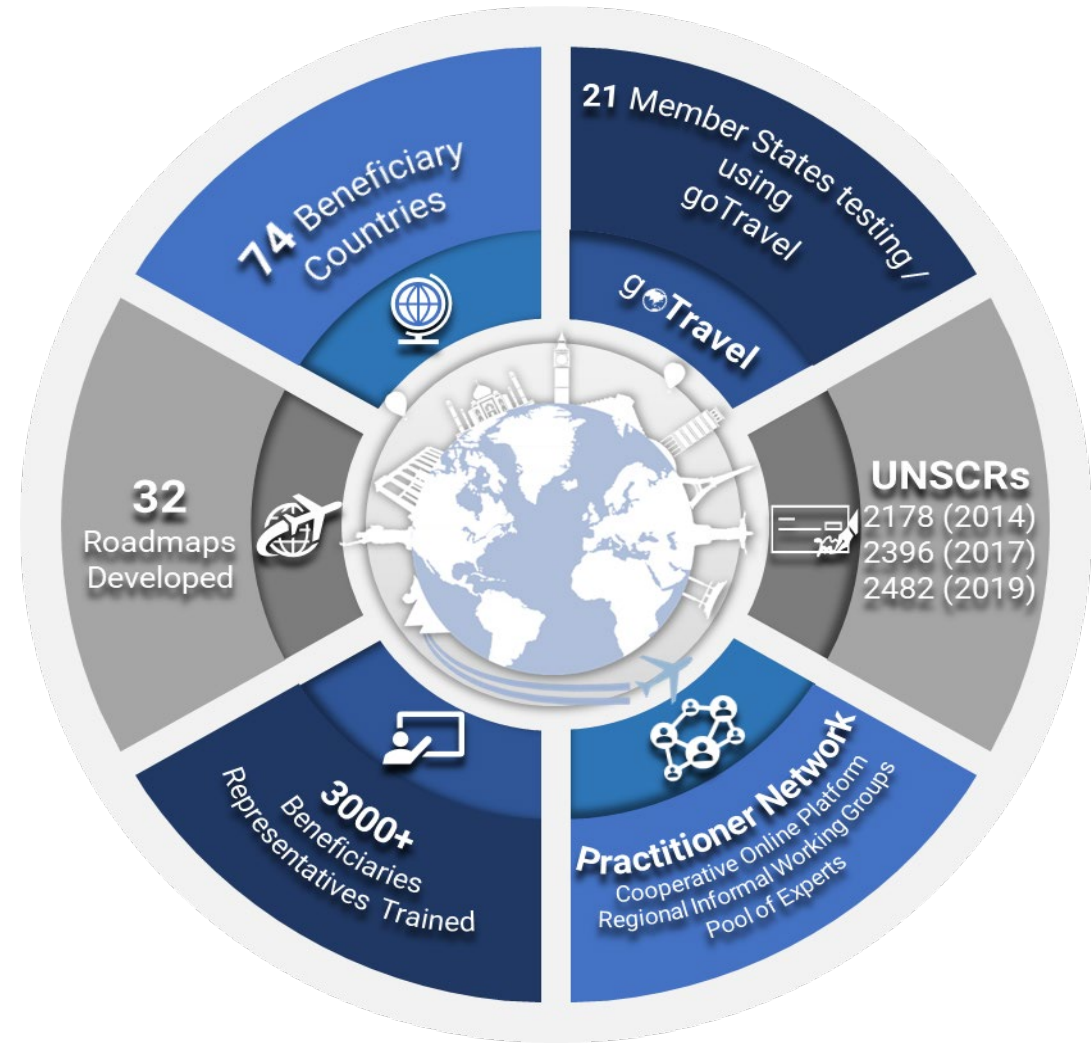 74 Beneficiary
Countries
21 Member States testing /
using
goTravel
goTravel
UNSCRs
2178 (2014)
2396 (2017)
2482 (2019)
Practitioner Network
Cooperative Online Platform
Regional Informal Working Groups
Pool of Experts
3000+
Beneficiaries
Representatives Trained
32
Roadmaps
Developed